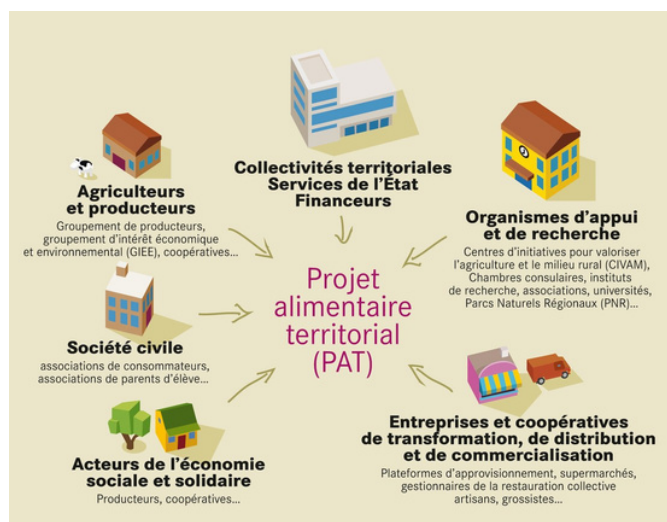 Collectivités territoriales
Services de l'État
Financeurs
Agriculteurs
et producteurs
Groupement de producteurs,
groupement d'intérêt économique
et environnemental (GIEE), coopératives...
Organismes d'appui
et de recherche
Centres d'initiatives pour valoriser
l'agriculture et le milieu rural (CIVAM),
Chambres consulaires, instituts
de recherche, associations, universités,
Parcs Naturels Régionaux (PNR)...
Projet
alimentaire
territorial
(PAT)
Société civile
associations de consommateurs,
associations de parents d'élève...
Entreprises et coopératives
de transformation, de distribution
et de commercialisation
Plateformes d'approvisionnement, supermarchés,
gestionnaires de la restauration collective
artisans, grossistes...
Acteurs de l'économie
sociale et solidaire
Producteurs, coopératives...